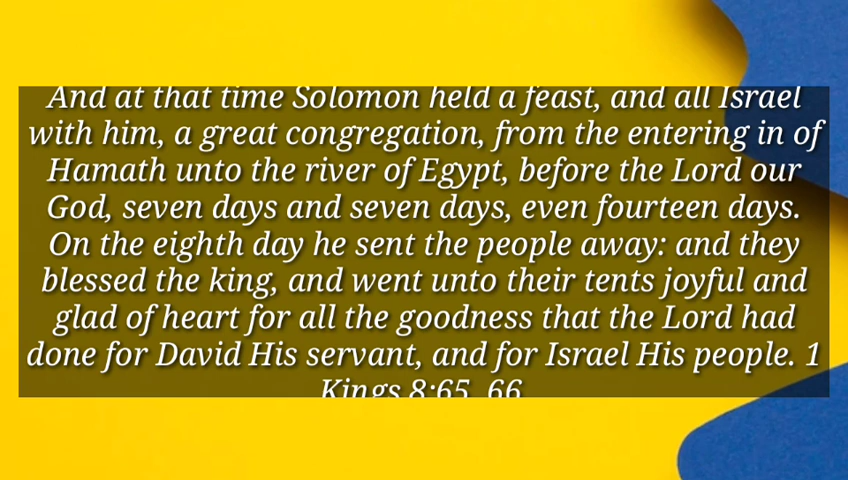 And at that time Solomon held a feast, and all Israel
with him, a great congregation, from the entering in of
Hamath unto the river of Egypt, before the Lord our
God, seven days and seven days, even fourteen days.
On the eighth day he sent the people away: and they
blessed the king, and went unto their tents joyful and
glad of heart for all the goodness that the Lord had
done for David His servant, and for Israel His people. 1
Kings 8:65, 66